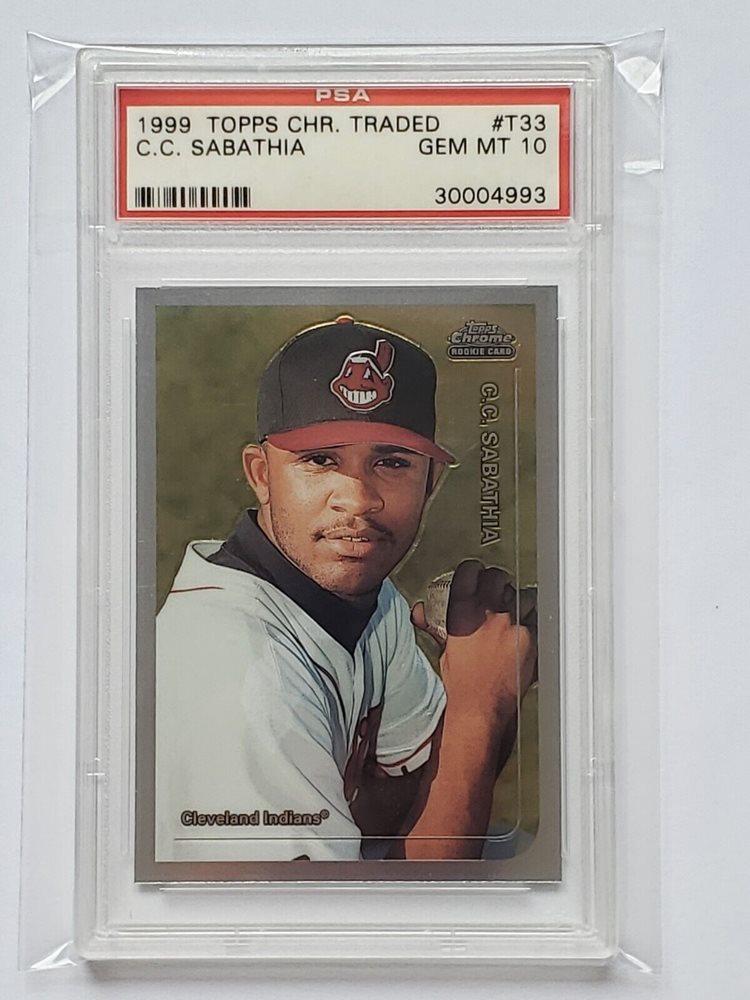 PSA
1999 TOPPS CHR. TRADED #T33
C.C. SABATHIA GEM MT 10
30004993
Topps
Chrome
ROOKIE CARD
C.C. SABATHIA
Cleveland Indians®